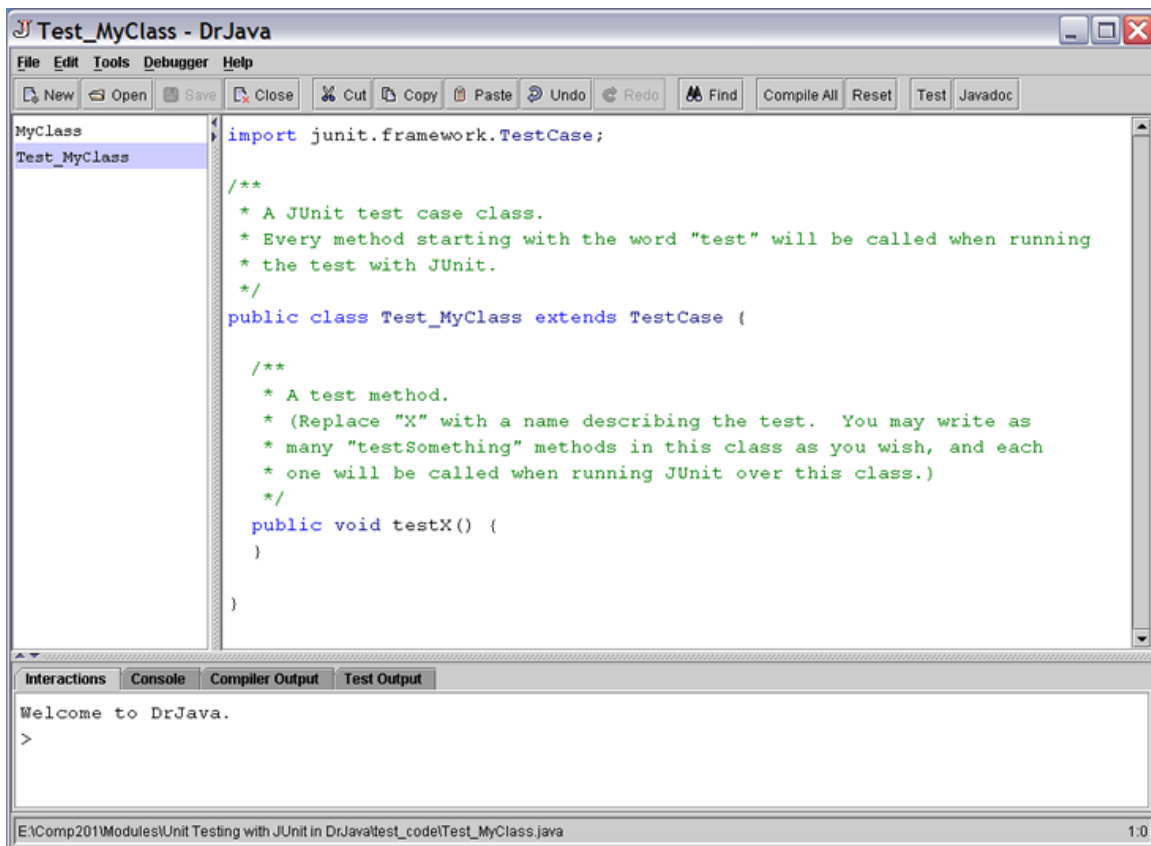 Test_MyClass - DrJava
File Edit Tools Debugger Help
New Open Save Close Cut Copy Paste Undo Redo Find Compile All Reset Test Javadoc
MyClass
Test_MyClass
import junit.framework.TestCase;
/**
* A JUnit test case class.
* Every method starting with the word "test" will be called when running
* the test with JUnit.
*/
public class Test_MyClass extends TestCase {
/**
* A test method.
* (Replace "X" with a name describing the test.  You may write as
* many "testSomething" methods in this class as you wish, and each
* one will be called when running JUnit over this class.)
*/
public void testX() {
}
}
Interactions Console Compiler Output Test Output
Welcome to DrJava.
>
E:\Comp201\Modules\Unit Testing with JUnit in DrJava\test_code\Test_MyClass.java 1:0